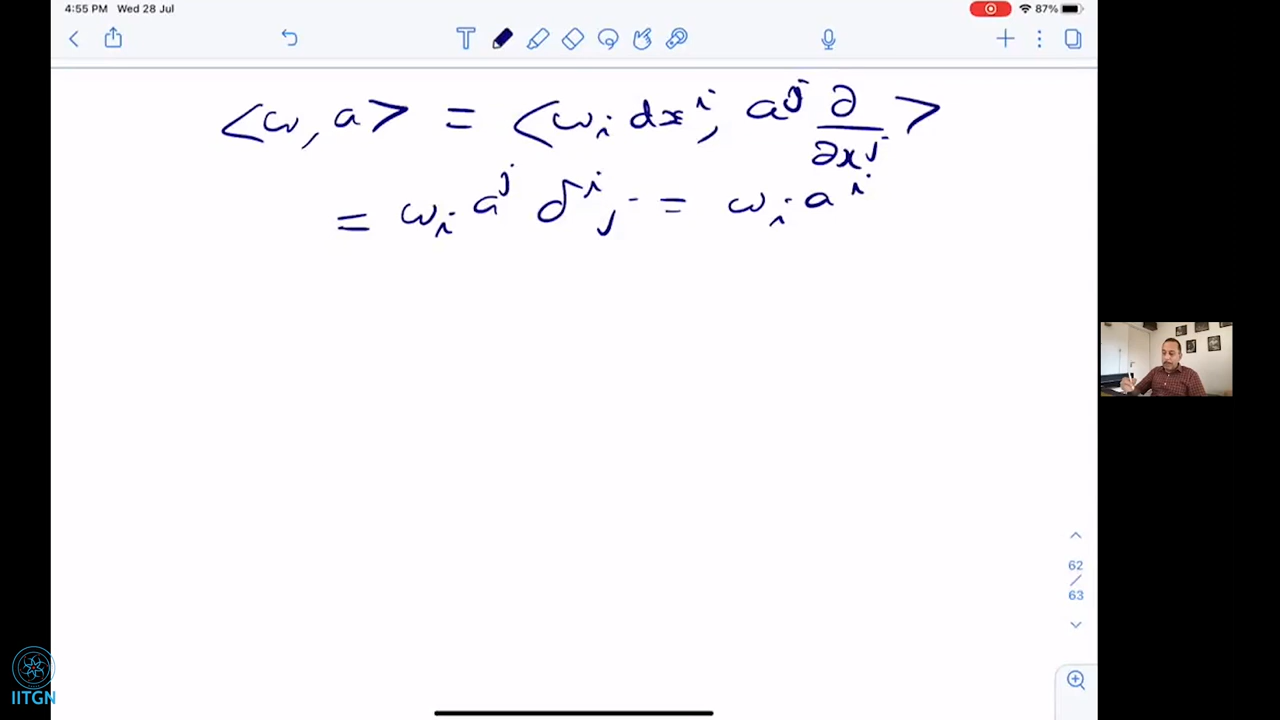 4:55 PM Wed 28 Jul
87%
T
<ω, a> = <ω_i dx^i, a^j ∂/∂x^j>
= ω_i a^j δ^i_j = ω_i a^i
62
/
63
IITGN